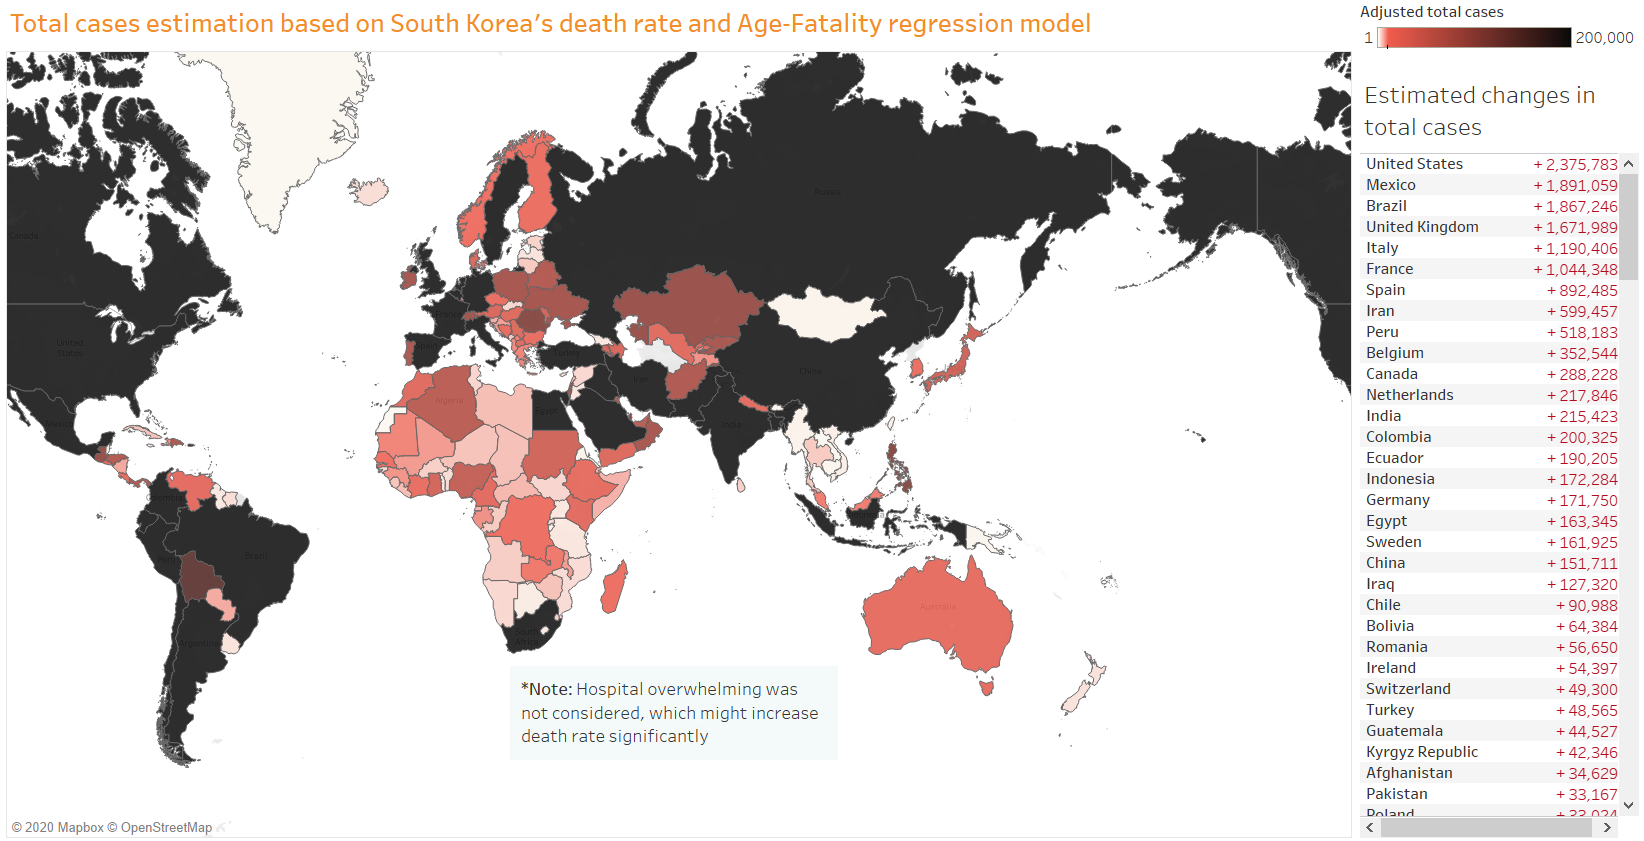 Total cases estimation based on South Korea's death rate and Age-Fatality regression model
Adjusted total cases
1 200,000
Estimated changes in
total cases
United States + 2,375,783
Mexico + 1,891,059
Brazil + 1,867,246
United Kingdom + 1,671,989
Italy + 1,190,406
France + 1,044,348
Spain + 892,485
Iran + 599,457
Peru + 518,183
Belgium + 352,544
Canada + 288,228
Netherlands + 217,846
India + 215,423
Colombia + 200,325
Ecuador + 190,205
Indonesia + 172,284
Germany + 171,750
Egypt + 163,345
Sweden + 161,925
China + 151,711
Iraq + 127,320
Chile + 90,988
Bolivia + 64,384
Romania + 56,650
Ireland + 54,397
Switzerland + 49,300
Turkey + 48,565
Guatemala + 44,527
Kyrgyz Republic + 42,346
Afghanistan + 34,629
Pakistan + 33,167
Poland + 33,024
Russia
Canada
United
States
France
Turkey
Iran
China
Algeria
Egypt
India
Mexico
Colombia
Brazil
Argentina
South
Africa
Australia
*Note: Hospital overwhelming was
not considered, which might increase
death rate significantly
© 2020 Mapbox © OpenStreetMap